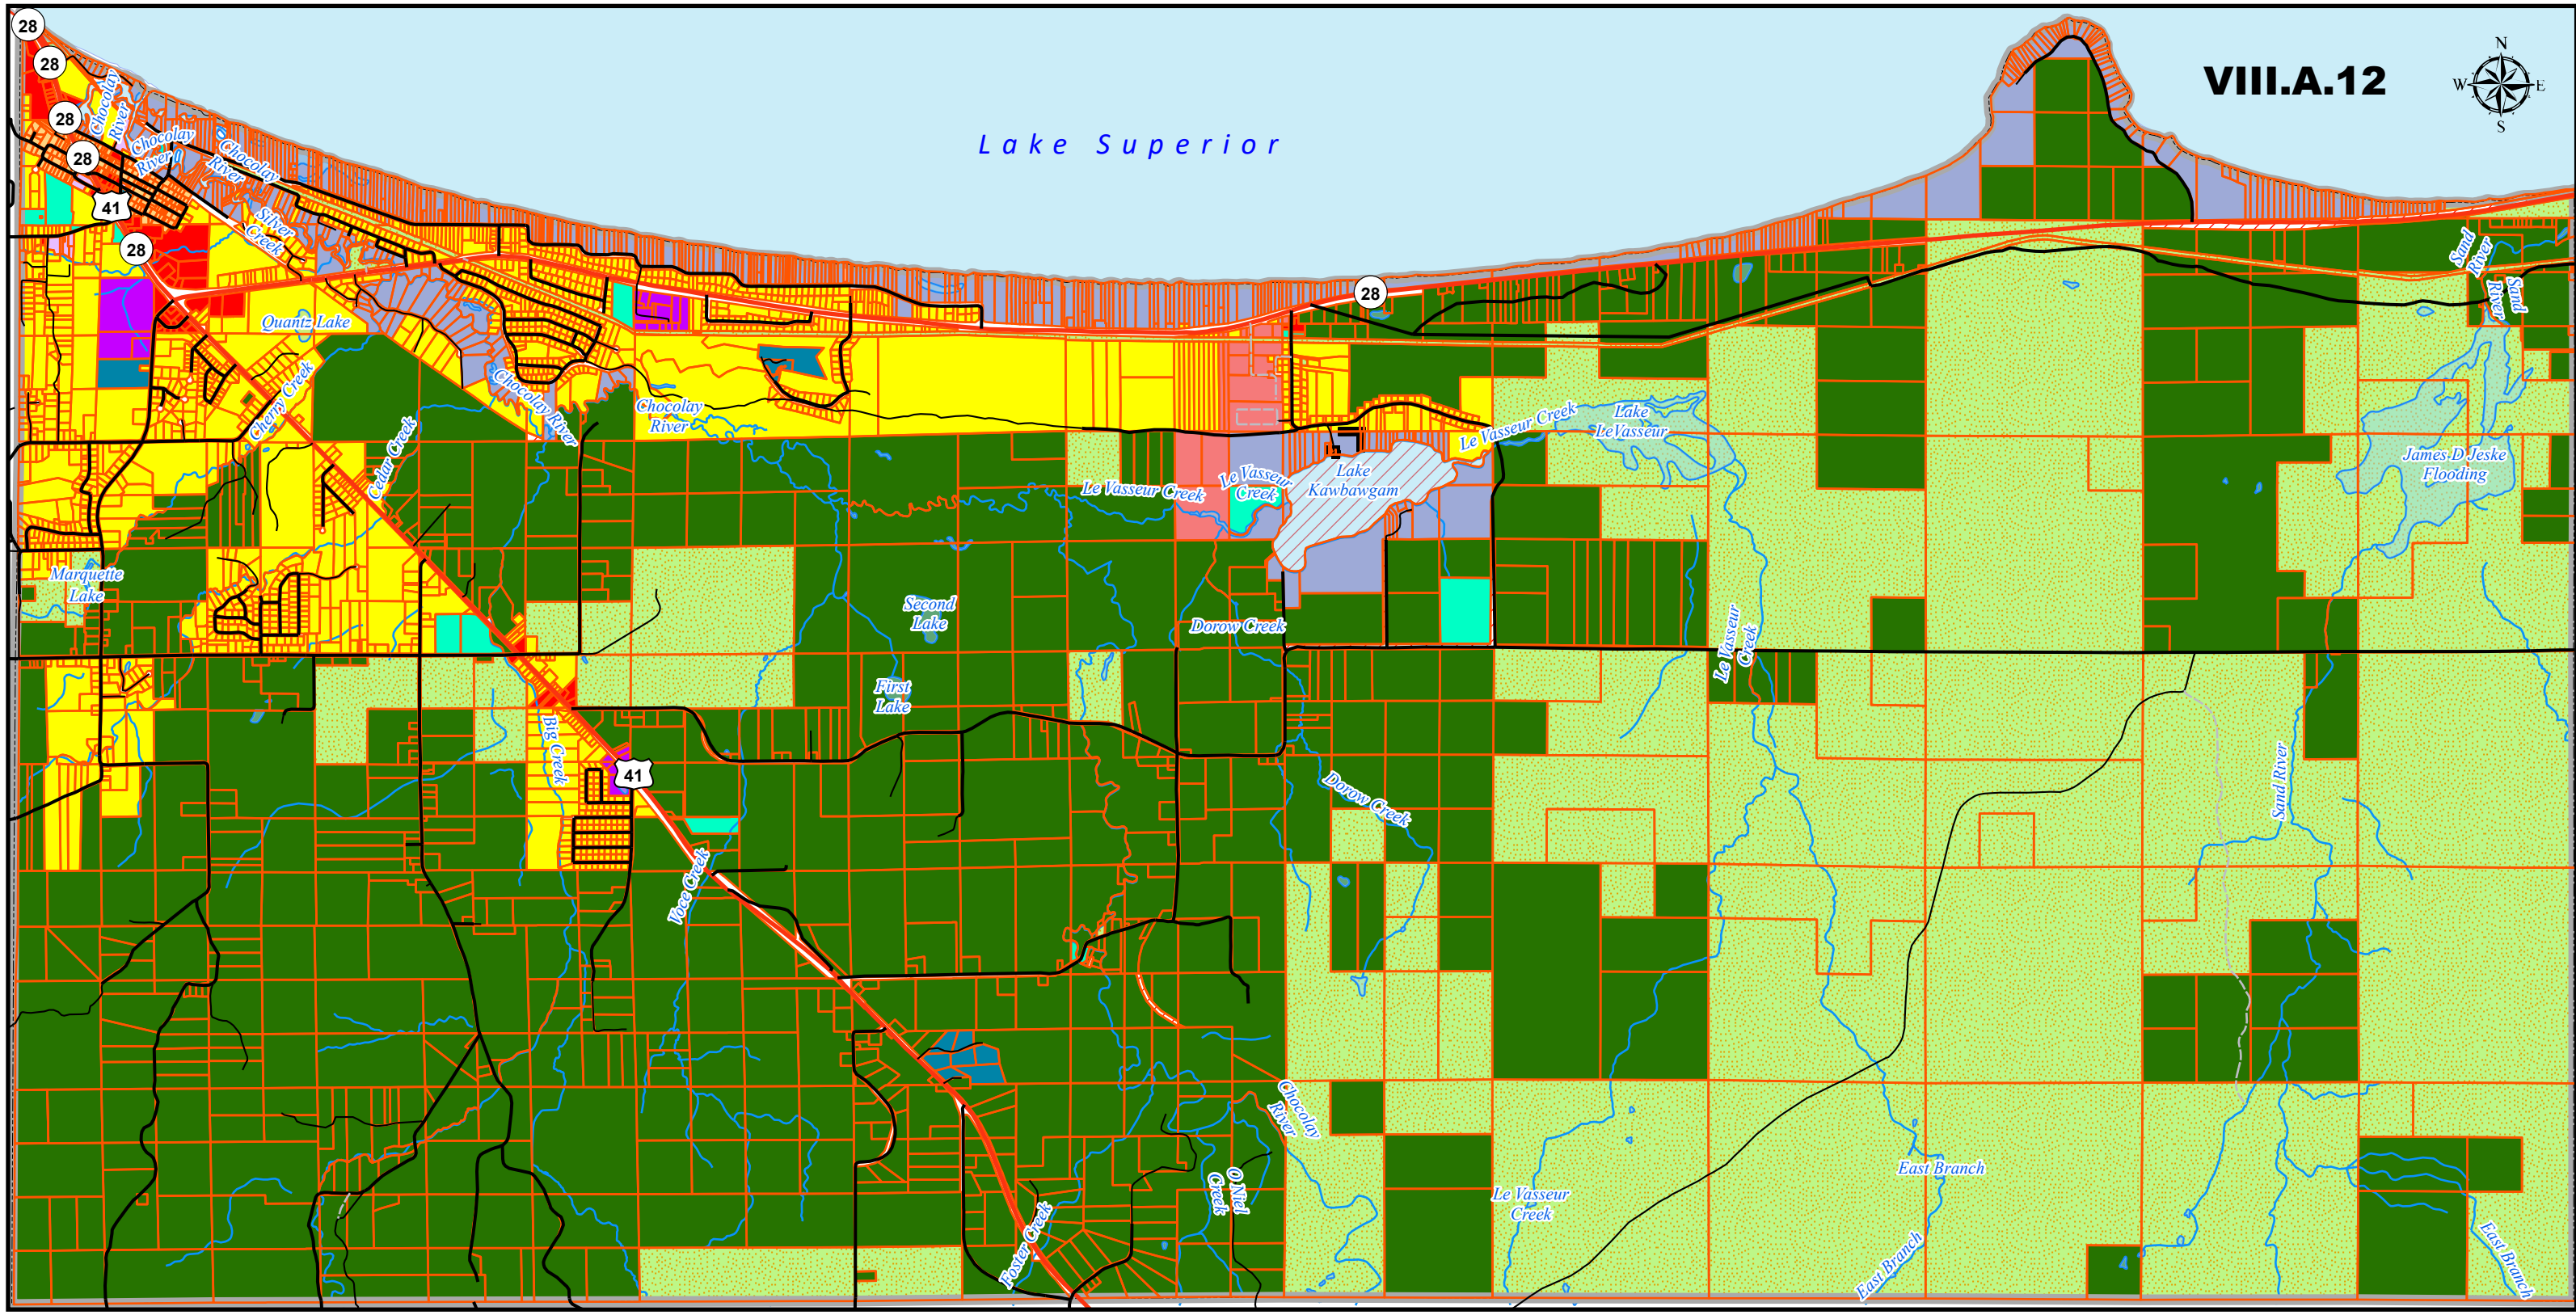 28
28
VIII.A.12
N
W
E
S
28
28
Chocolay
River
Chocolay
River
Chocolay
River
Lake Superior
41
28
Silver
Creek
Sand
River
Sand
River
28
Quantz Lake
Cherry Creek
Chocolay River
Chocolay
River
Le Vasseur Creek
Lake
LeVasseur
Cedar Creek
James D Jeske
Flooding
Le Vasseur Creek
Le Vasseur
Creek
Lake
Kawbawgam
Marquette
Lake
Second
Lake
Dorow Creek
Le Vasseur
Creek
First
Lake
Big Creek
41
Dorow Creek
Sand River
Voce Creek
Chocolay
River
O Niel
Creek
East Branch
Le Vasseur
Creek
Foster Creek
East Branch
East Branch